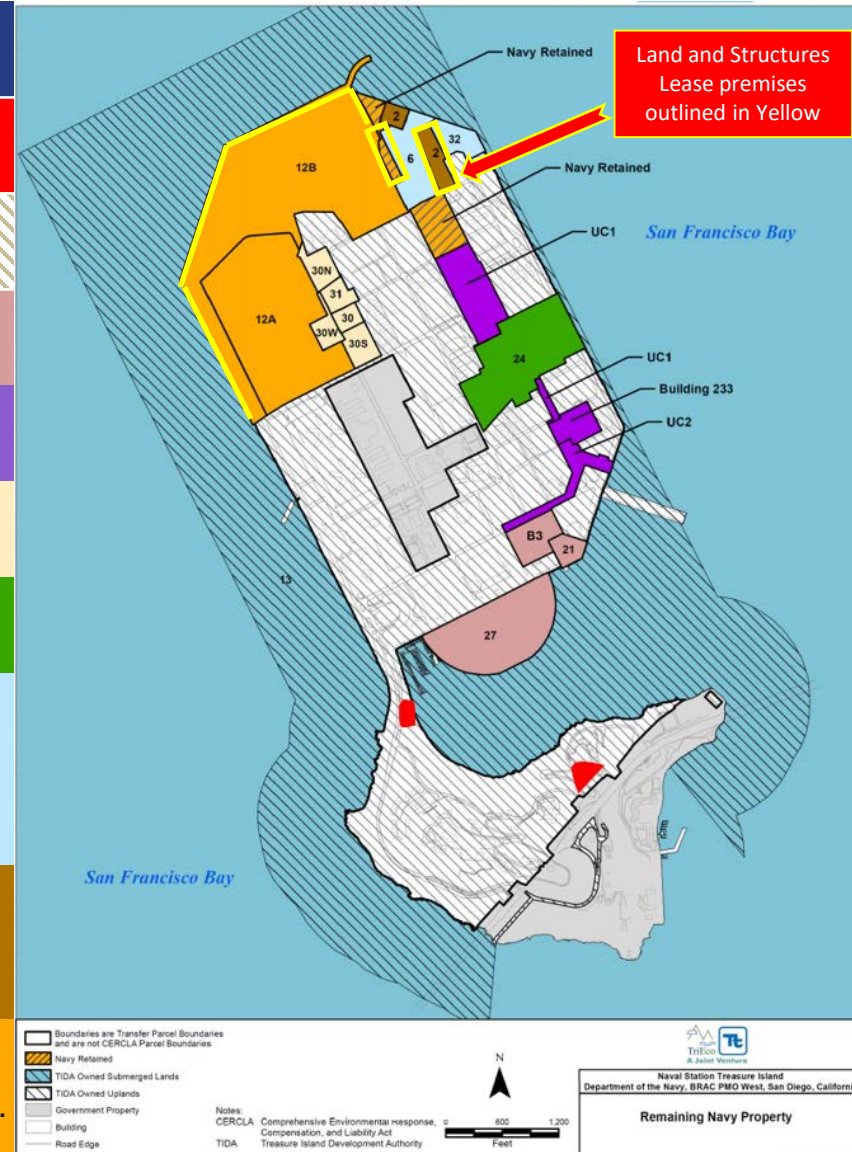 Navy Retained
Land and Structures
Lease premises
outlined in Yellow
2
32
12B
6
2
Navy Retained
UC1
San Francisco Bay
30N
31
12A
30
30W
30S
24
UC1
Building 233
UC2
B3
21
13
27
San Francisco Bay
Boundaries are Transfer Parcel Boundaries
and are not CERCLA Parcel Boundaries
Navy Retained
TIDA Owned Submerged Lands
TIDA Owned Uplands
Government Property
Building
Road Edge
Notes:
CERCLA Comprehensive Environmental Response,
Compensation, and Liability Act
TIDA Treasure Island Development Authority
N
0 600 1,200
Feet
TriEco Tt
A Joint Venture
Naval Station Treasure Island
Department of the Navy, BRAC PMO West, San Diego, Californi
Remaining Navy Property